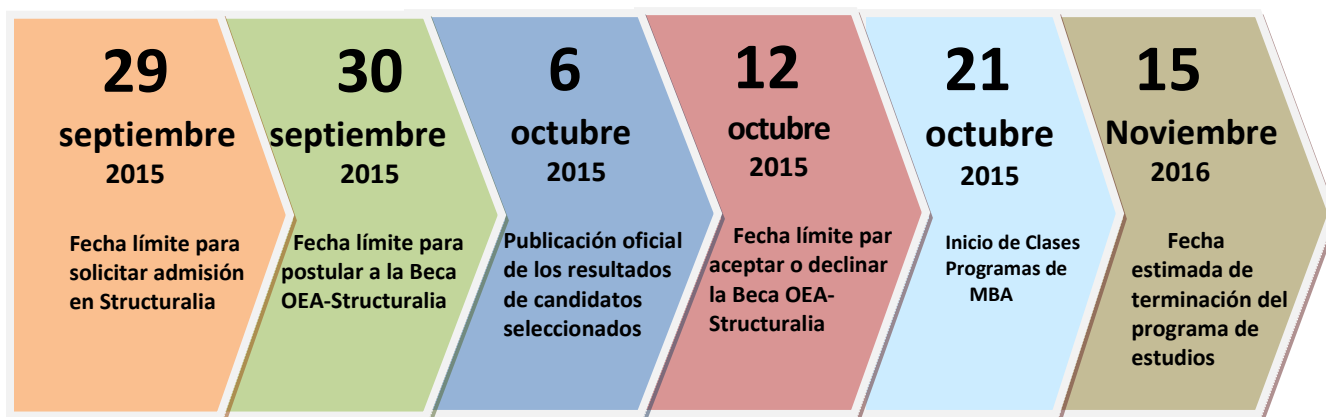 29
septiembre
2015
Fecha límite para
solicitar admisión
en Structuralia
30
septiembre
2015
Fecha límite para
postular a la Beca
OEA-Structuralia
6
octubre
2015
Publicación oficial
de los resultados
de candidatos
seleccionados
12
octubre
2015
Fecha límite par
aceptar o declinar
la Beca OEA-
Structuralia
21
octubre
2015
Inicio de Clases
Programas de
MBA
15
Noviembre
2016
Fecha
estimada de
terminación del
programa de
estudios